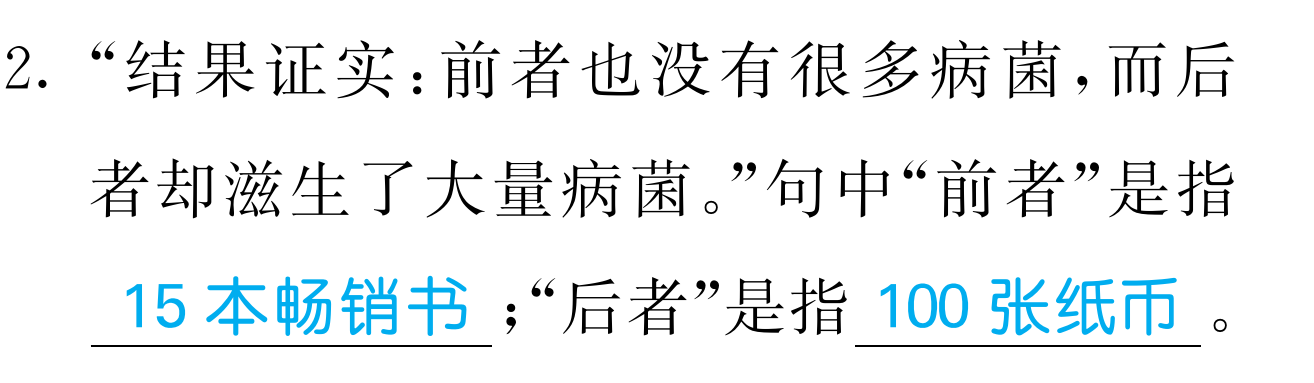 2. “结果证实:前者也没有很多病菌,而后
者却滋生了大量病菌。”句中“前者”是指
15 本畅销书 ;“后者”是指 100 张纸币 。